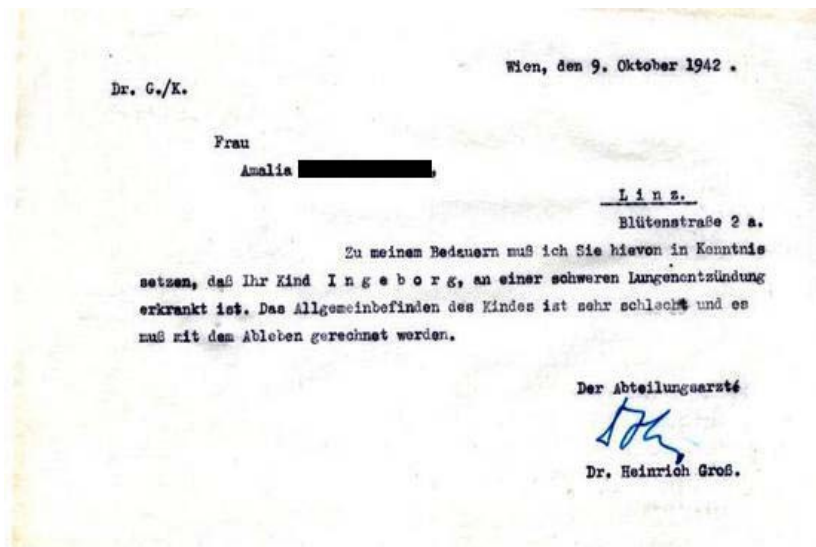 Wien, den 9. Oktober 1942 .
Dr. G./K.
Frau
Amalia ,
L i n z.
Blütenstraße 2 a.
Zu meinem Bedauern muß ich Sie hievon in Kenntnis
setzen, daß Ihr Kind I n g e b o r g, an einer schweren Lungenentzündung
erkrankt ist. Das Allgemeinbefinden des Kindes ist sehr schlecht und es
muß mit dem Ableben gerechnet werden.
Der Abteilungsarzt
Dr. Heinrich Groß.